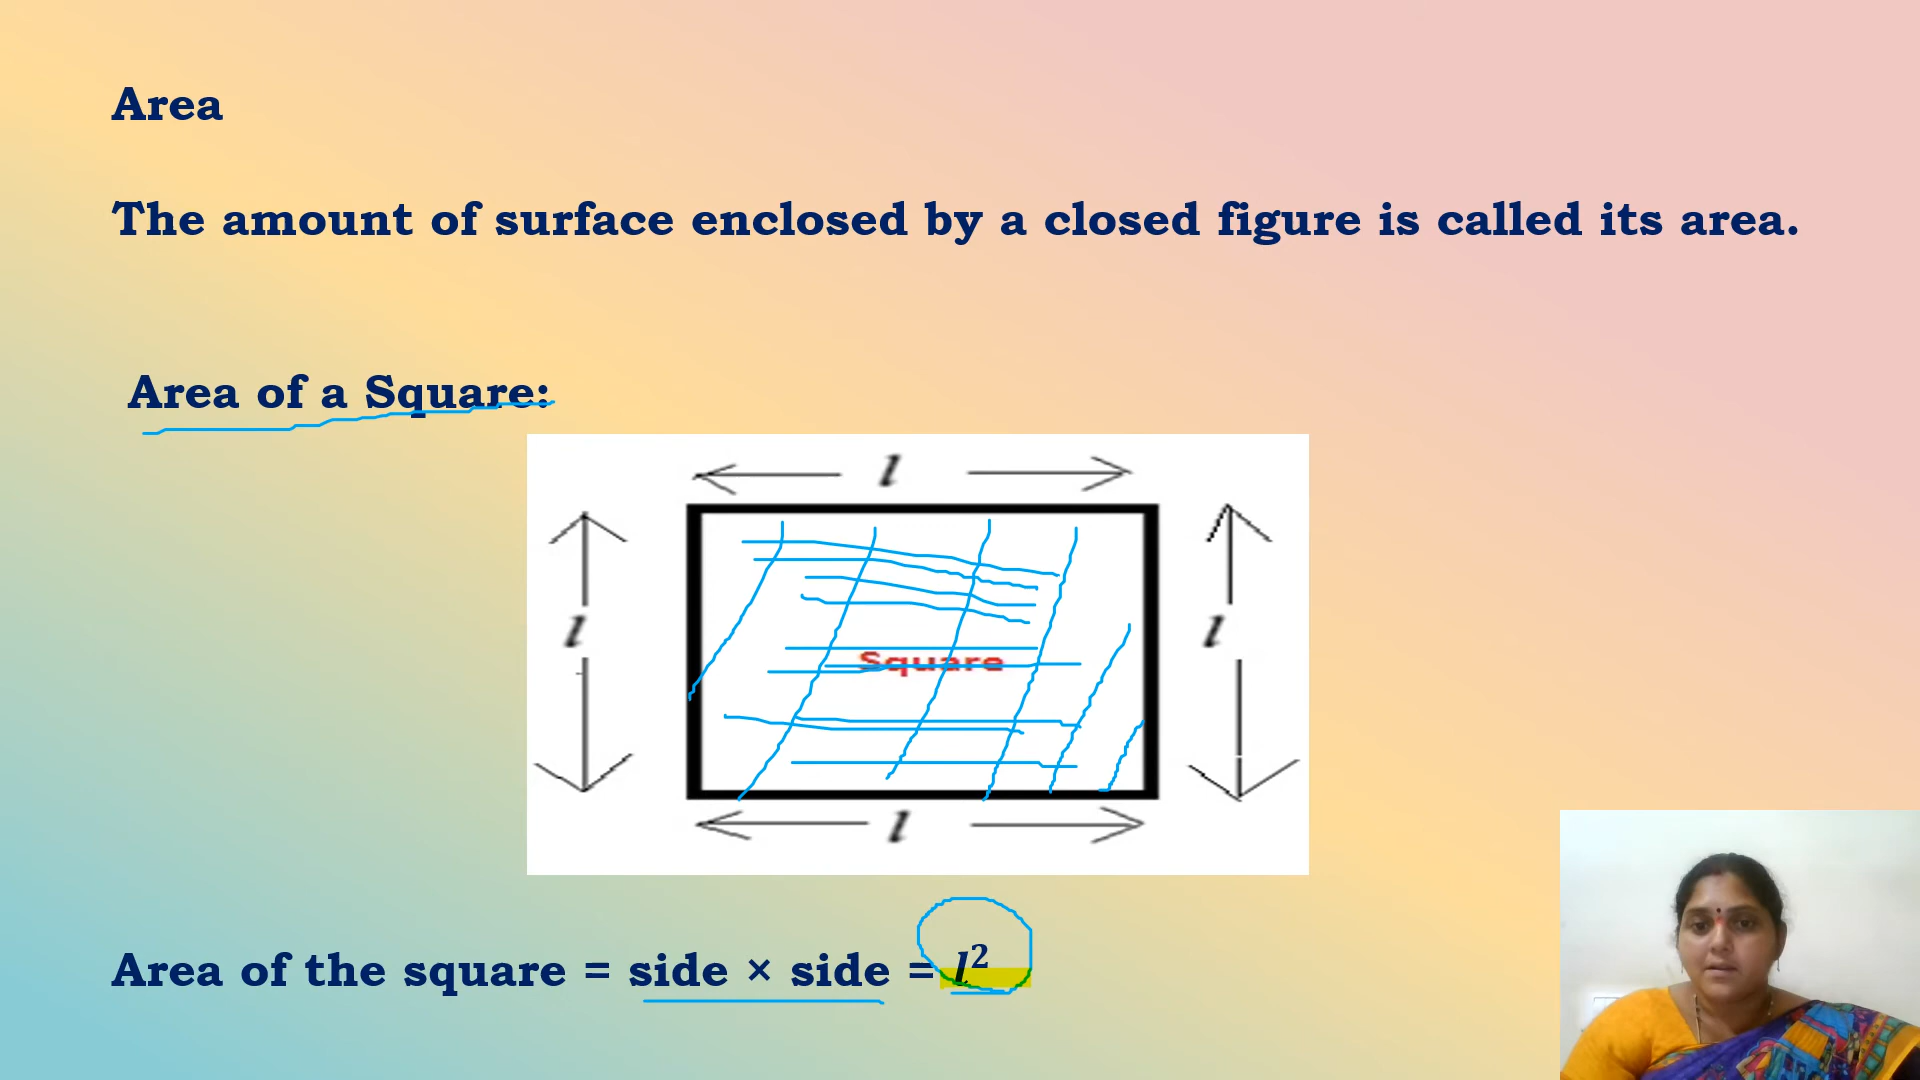 Area
The amount of surface enclosed by a closed figure is called its area.
Area of a Square:
l
l
Square
l
l
Area of the square = side × side = l²